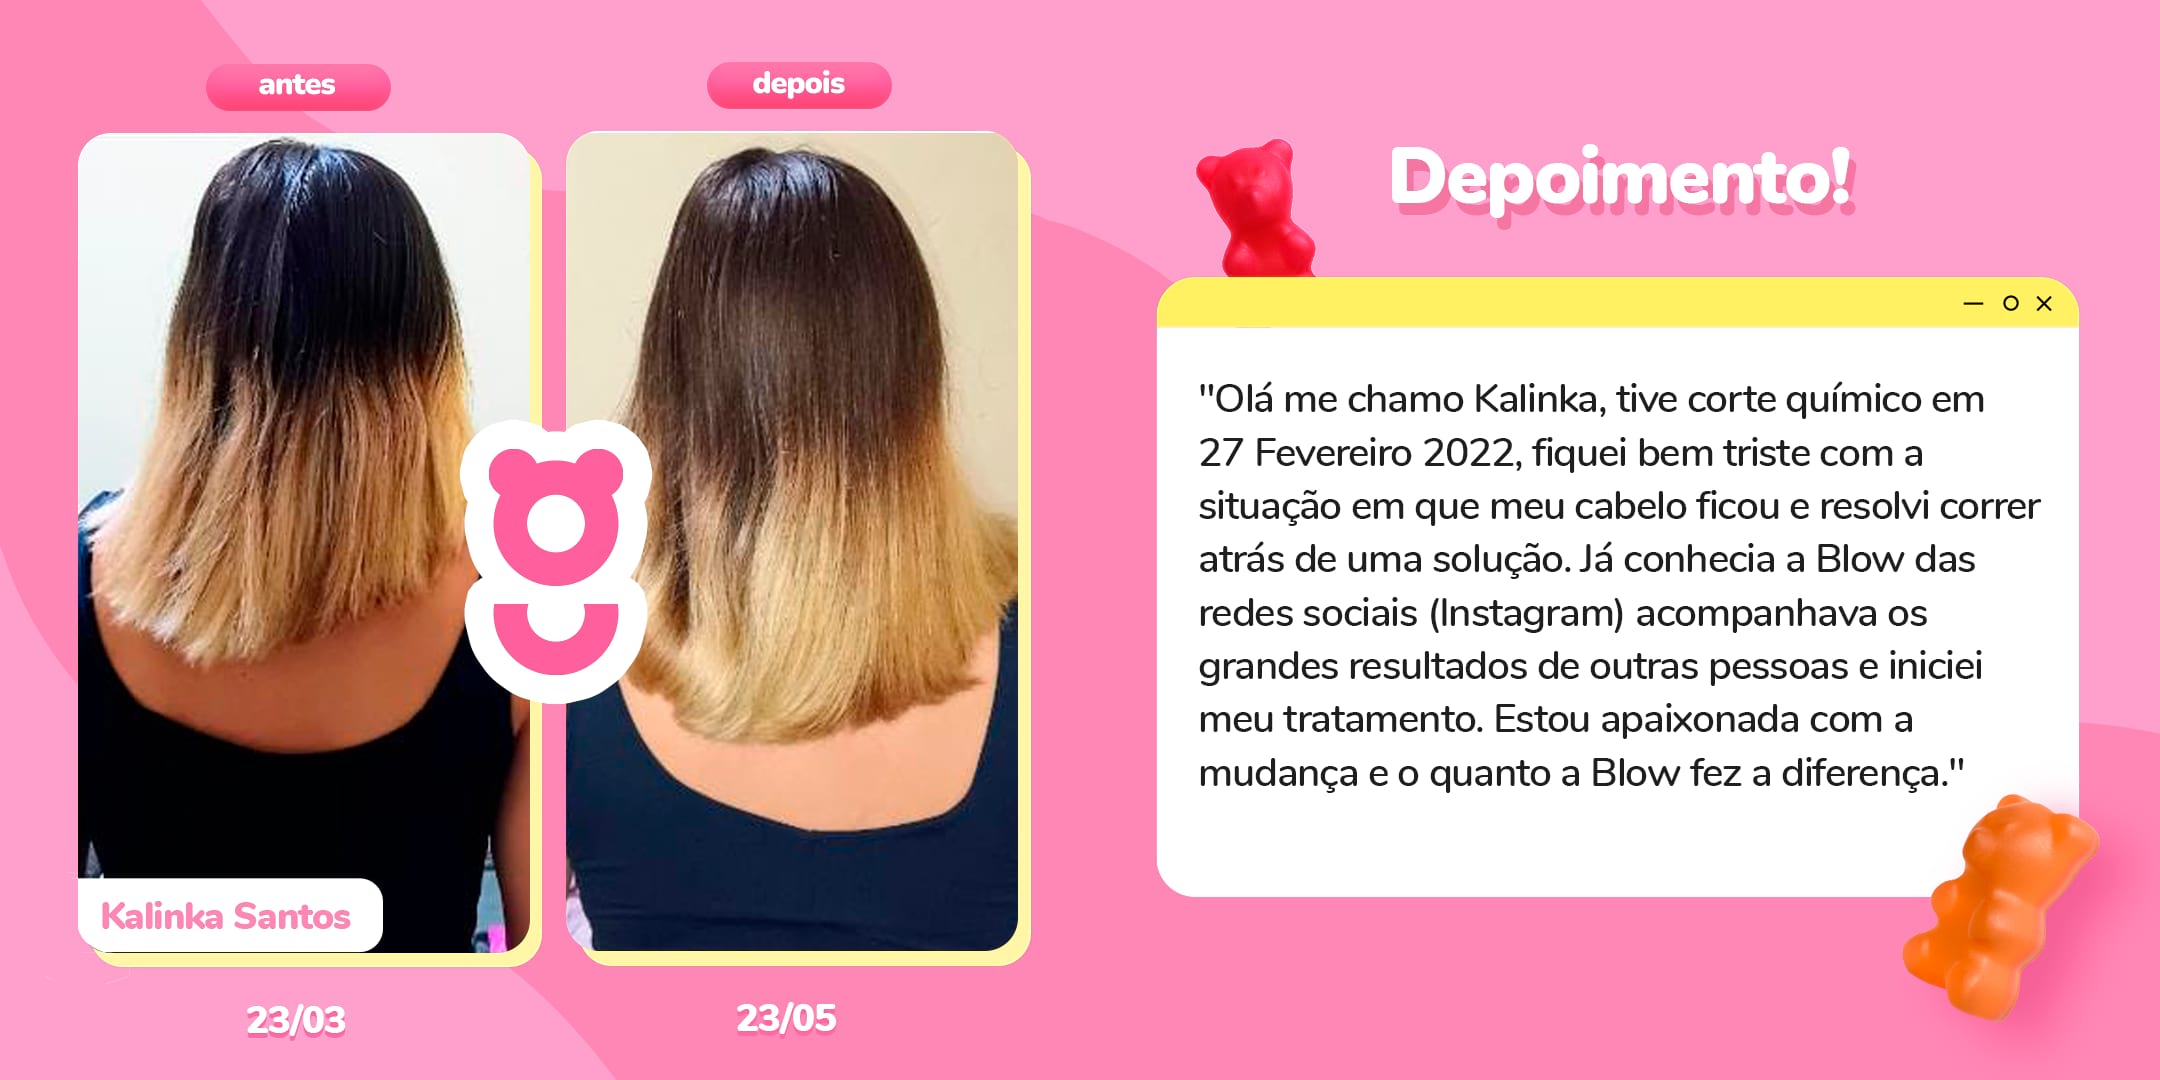 antes
depois
Kalinka Santos
23/03
23/05
Depoimento!
"Olá me chamo Kalinka, tive corte químico em
27 Fevereiro 2022, fiquei bem triste com a
situação em que meu cabelo ficou e resolvi correr
atrás de uma solução. Já conhecia a Blow das
redes sociais (Instagram) acompanhava os
grandes resultados de outras pessoas e iniciei
meu tratamento. Estou apaixonada com a
mudança e o quanto a Blow fez a diferença."